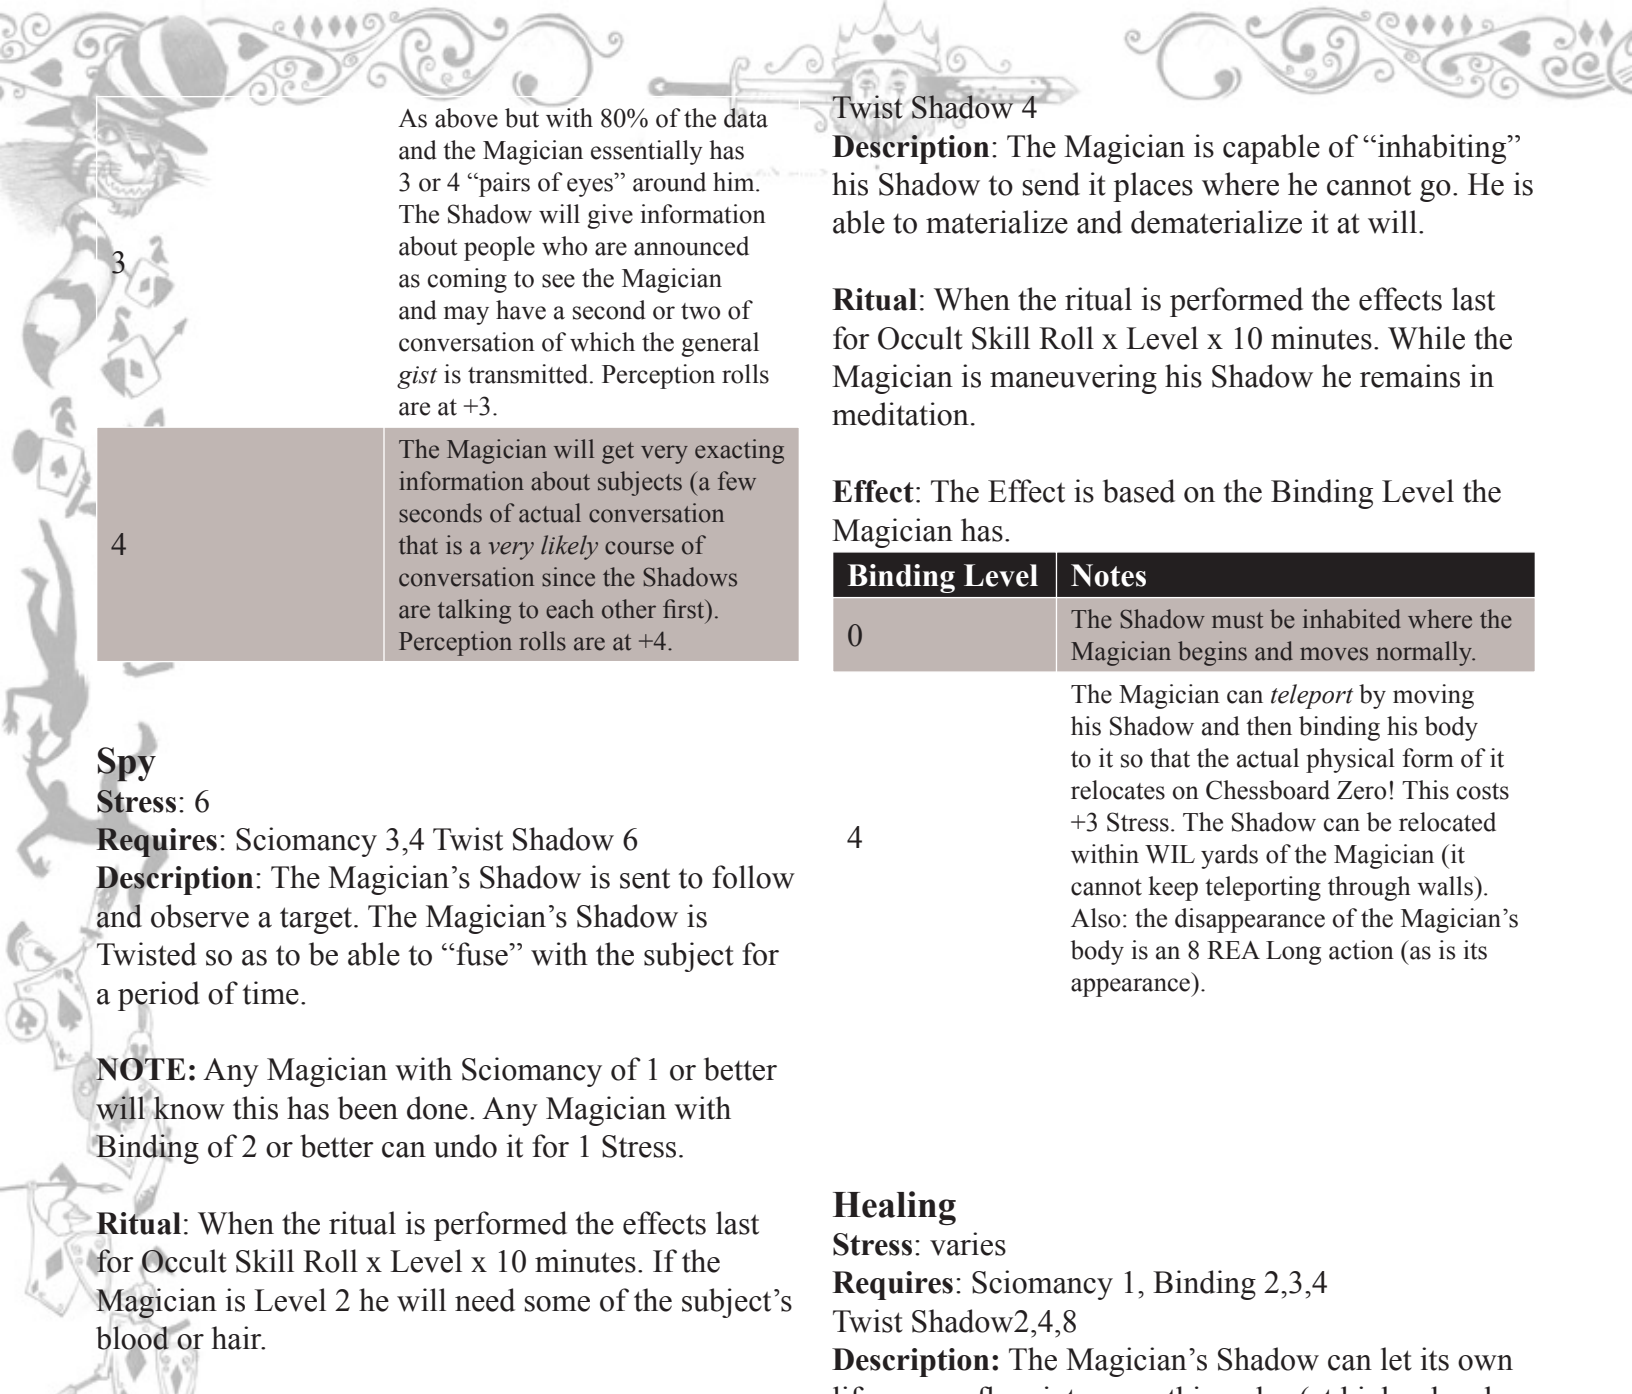 3
As above but with 80% of the data
and the Magician essentially has
3 or 4 “pairs of eyes” around him.
The Shadow will give information
about people who are announced
as coming to see the Magician
and may have a second or two of
conversation of which the general
gist is transmitted. Perception rolls
are at +3.
4
The Magician will get very exacting
information about subjects (a few
seconds of actual conversation
that is a very likely course of
conversation since the Shadows
are talking to each other first).
Perception rolls are at +4.
Spy
Stress: 6
Requires: Sciomancy 3,4 Twist Shadow 6
Description: The Magician’s Shadow is sent to follow
and observe a target. The Magician’s Shadow is
Twisted so as to be able to “fuse” with the subject for
a period of time.
NOTE: Any Magician with Sciomancy of 1 or better
will know this has been done. Any Magician with
Binding of 2 or better can undo it for 1 Stress.
Ritual: When the ritual is performed the effects last
for Occult Skill Roll x Level x 10 minutes. If the
Magician is Level 2 he will need some of the subject’s
blood or hair.
Twist Shadow 4
Description: The Magician is capable of “inhabiting”
his Shadow to send it places where he cannot go. He is
able to materialize and dematerialize it at will.
Ritual: When the ritual is performed the effects last
for Occult Skill Roll x Level x 10 minutes. While the
Magician is maneuvering his Shadow he remains in
meditation.
Effect: The Effect is based on the Binding Level the
Magician has.
Binding Level Notes
0
The Shadow must be inhabited where the
Magician begins and moves normally.
4
The Magician can teleport by moving
his Shadow and then binding his body
to it so that the actual physical form of it
relocates on Chessboard Zero! This costs
+3 Stress. The Shadow can be relocated
within WIL yards of the Magician (it
cannot keep teleporting through walls).
Also: the disappearance of the Magician’s
body is an 8 REA Long action (as is its
appearance).
Healing
Stress: varies
Requires: Sciomancy 1, Binding 2,3,4
Twist Shadow2,4,8
Description: The Magician’s Shadow can let its own